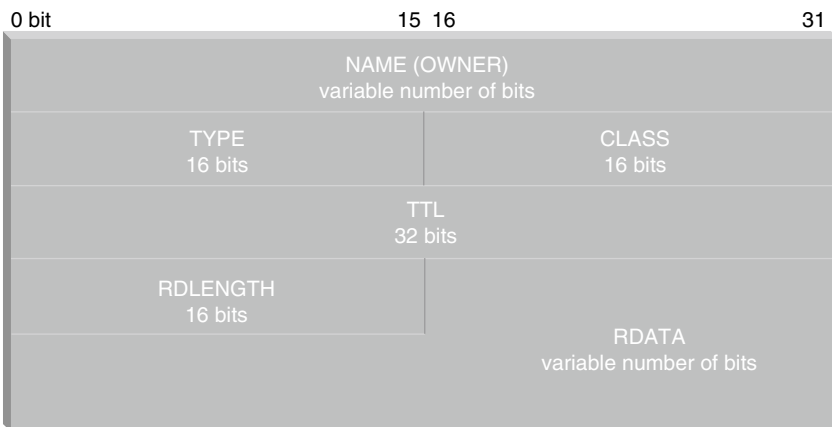 0 bit 15 16 31
NAME (OWNER)
variable number of bits
TYPE CLASS
16 bits 16 bits
TTL
32 bits
RDLENGTH
16 bits
RDATA
variable number of bits